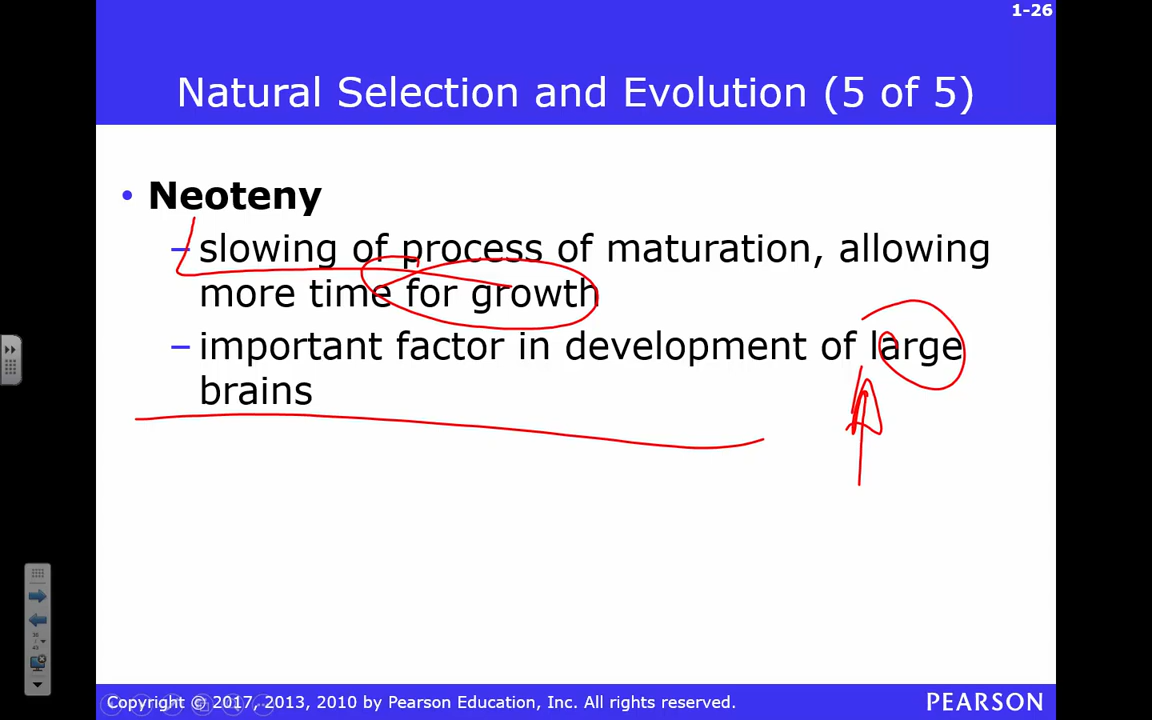 1-26
Natural Selection and Evolution (5 of 5)
• Neoteny
– slowing of process of maturation, allowing
more time for growth
– important factor in development of large
brains
36
/
43
Copyright © 2017, 2013, 2010 by Pearson Education, Inc. All rights reserved.
PEARSON